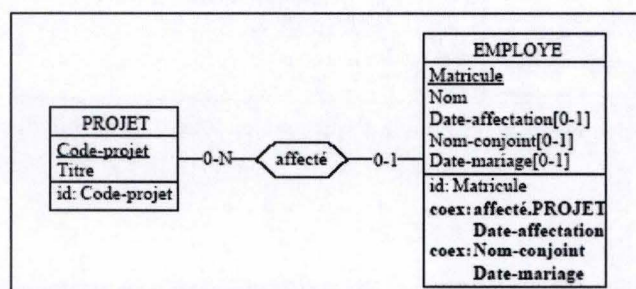 PROJET
Code-projet
Titre
id: Code-projet
0-N
affecté
0-1
EMPLOYE
Matricule
Nom
Date-affectation[0-1]
Nom-conjoint[0-1]
Date-mariage[0-1]
id: Matricule
coex: affecté.PROJET
Date-affectation
coex: Nom-conjoint
Date-mariage